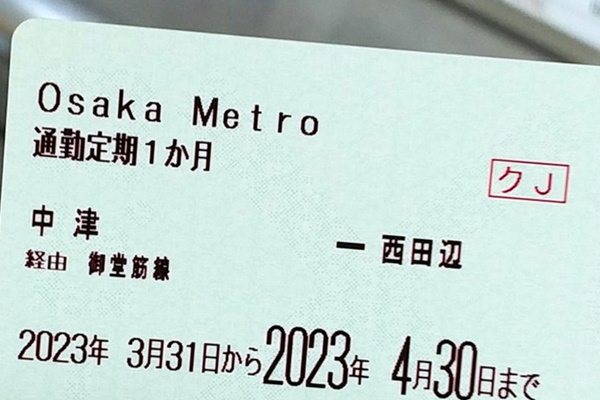 Osaka Metro
通勤定期1か月
クJ
中津 ー 西田辺
経由 御堂筋線
2023年 3月31日から2023年 4月30日まで